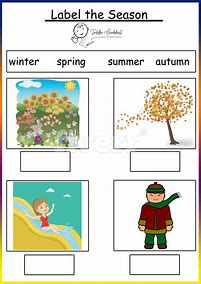 Label the Season
winter spring summer autumn